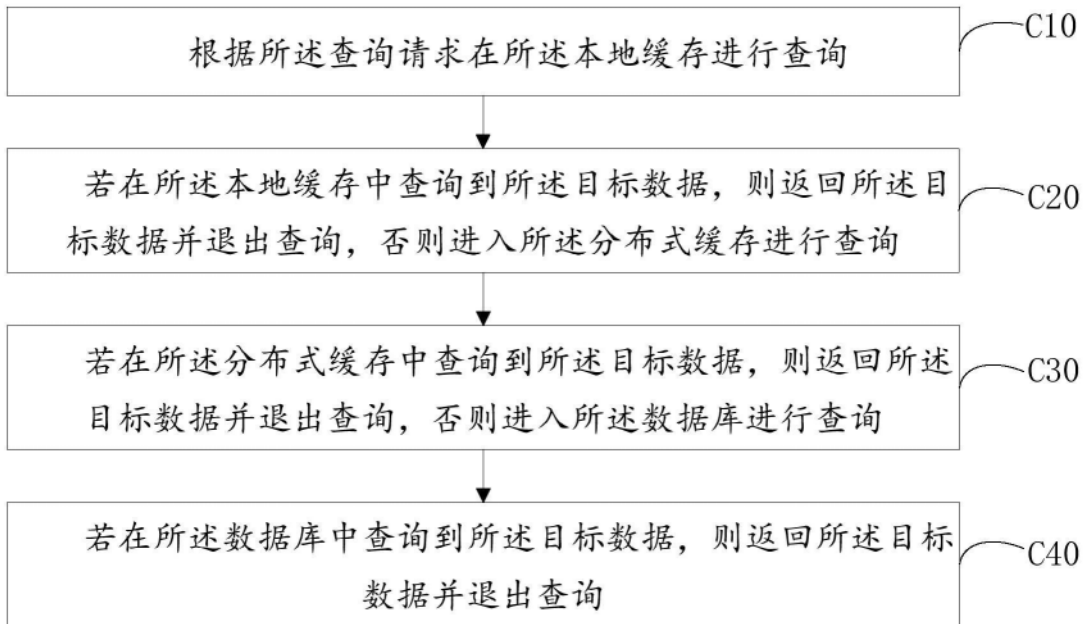 根据所述查询请求在所述本地缓存进行查询
C10
若在所述本地缓存中查询到所述目标数据，则返回所述目
标数据并退出查询，否则进入所述分布式缓存进行查询
C20
若在所述分布式缓存中查询到所述目标数据，则返回所述
目标数据并退出查询，否则进入所述数据库进行查询
C30
若在所述数据库中查询到所述目标数据，则返回所述目标
数据并退出查询
C40